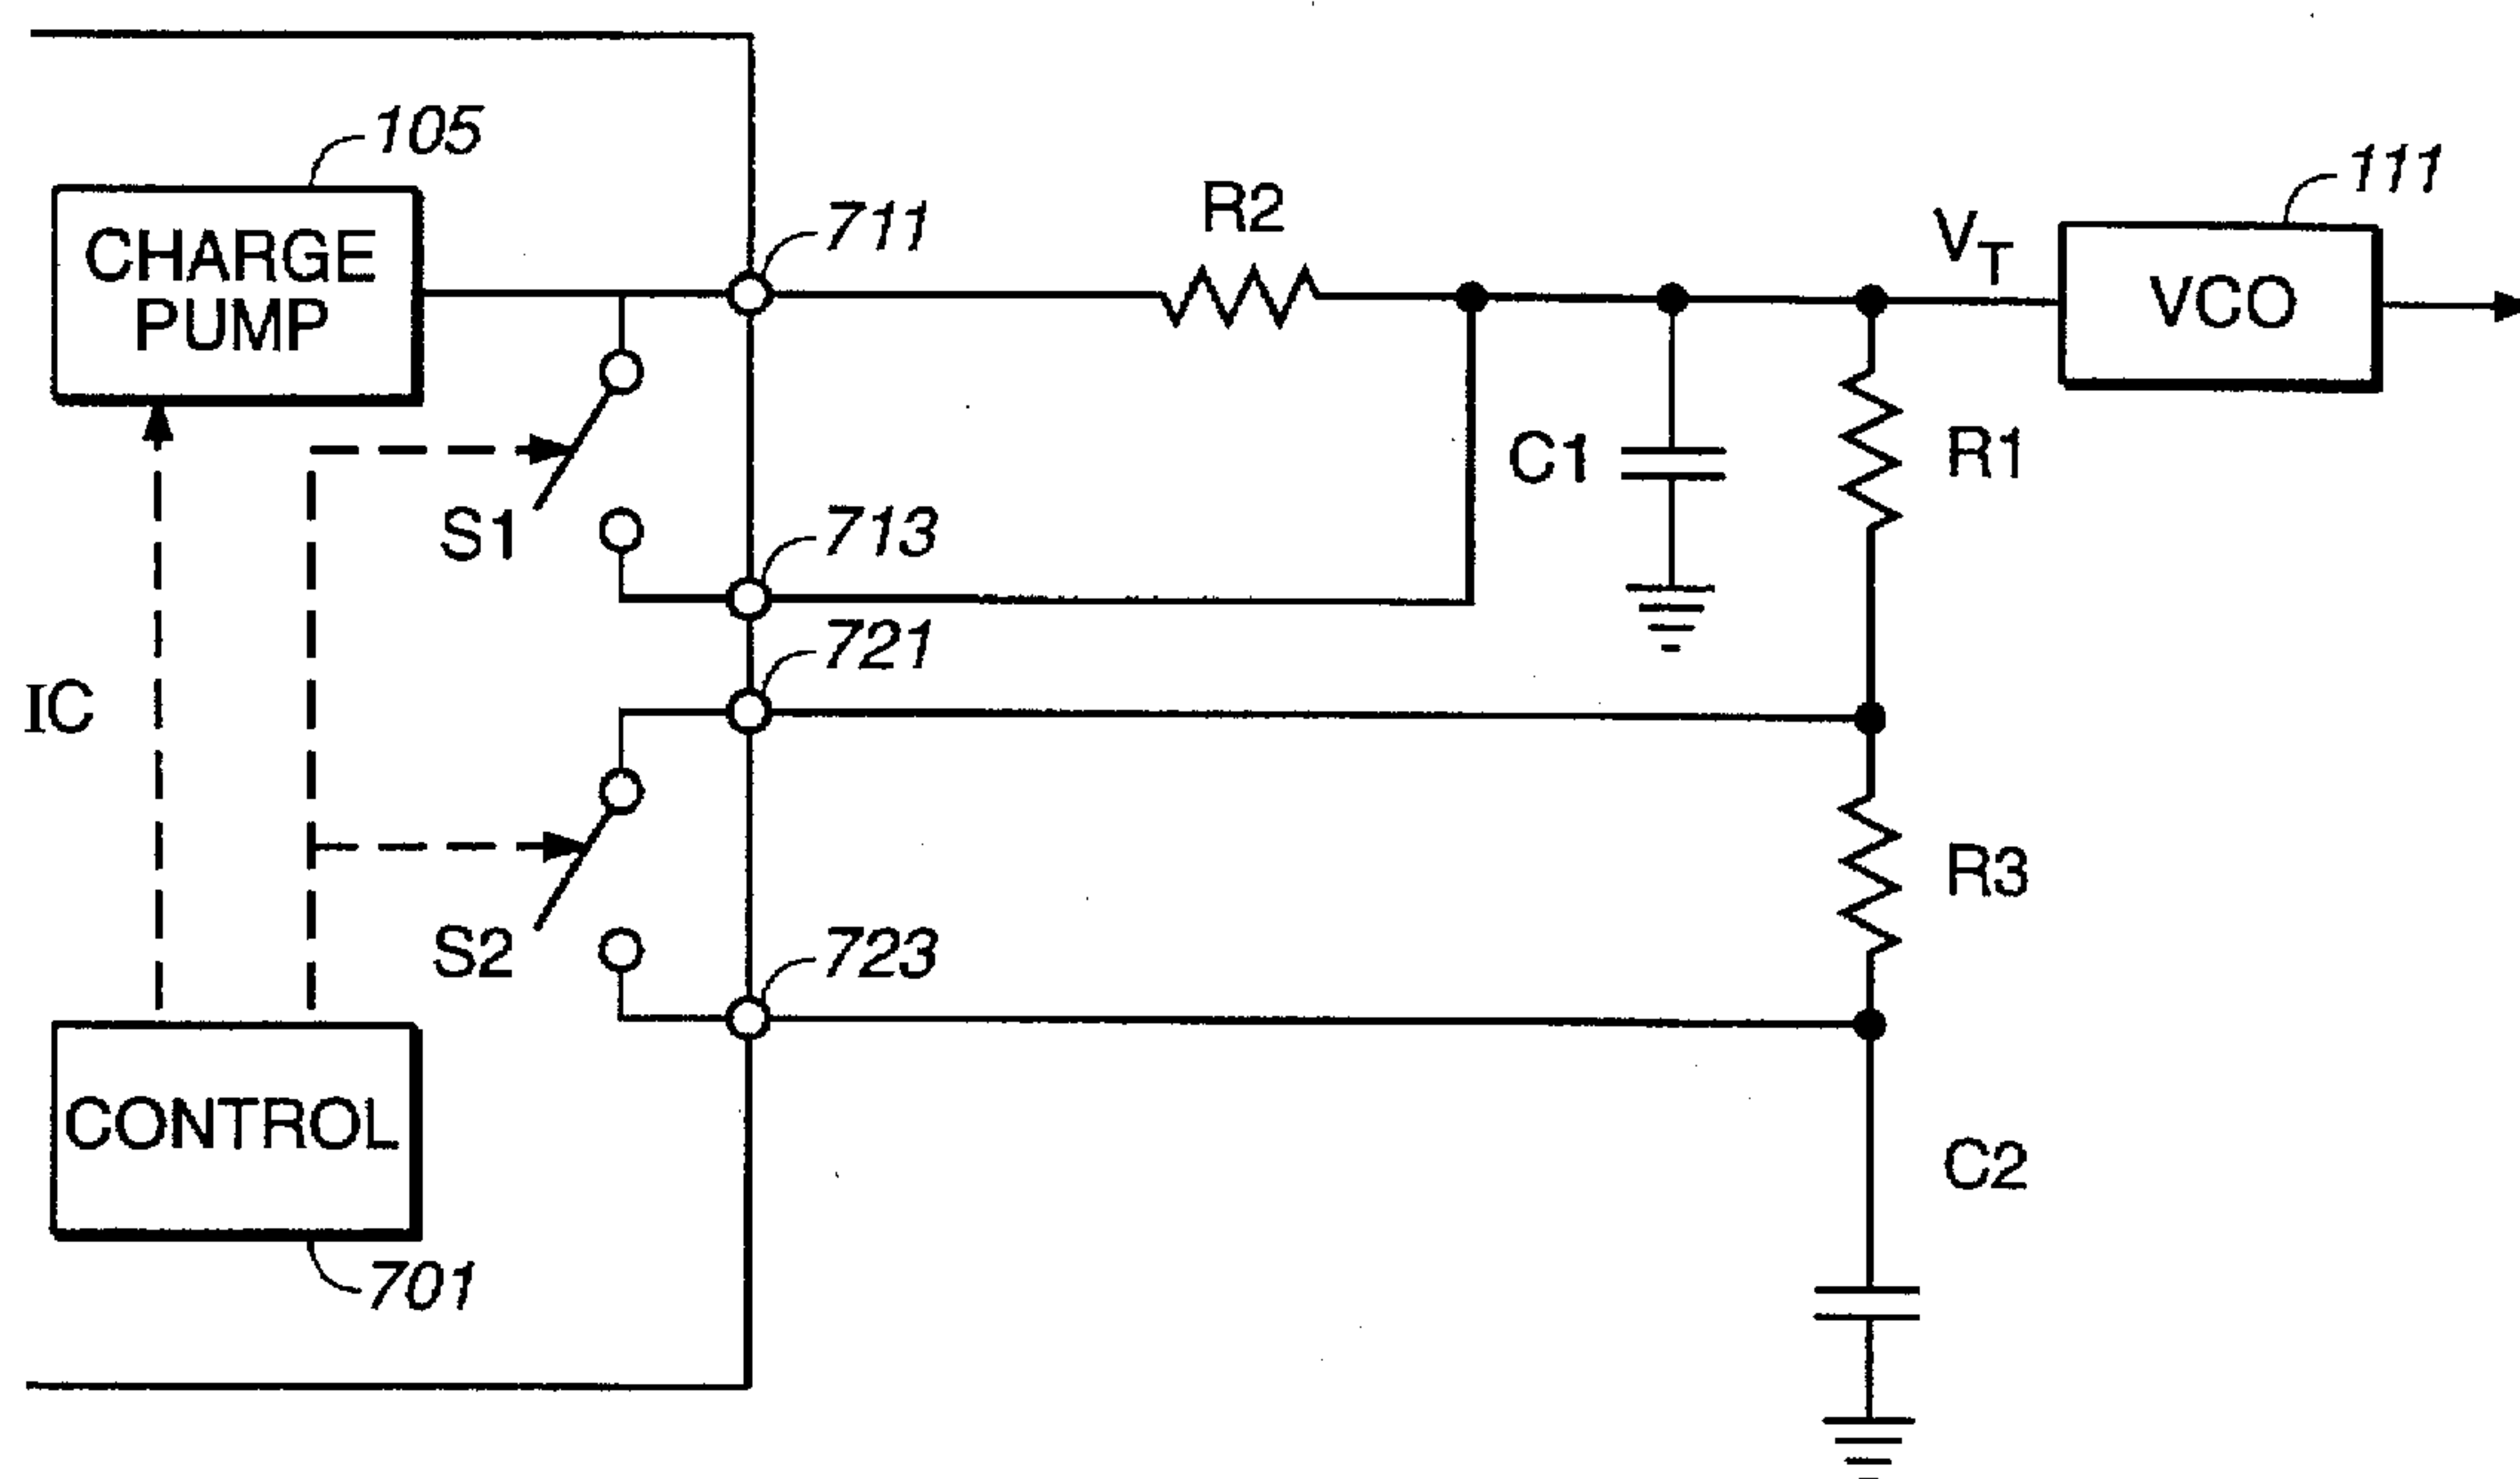 105
CHARGE
PUMP
711
R2
V_T
111
VCO
S1
713
C1
R1
721
IC
R3
S2
723
CONTROL
C2
701